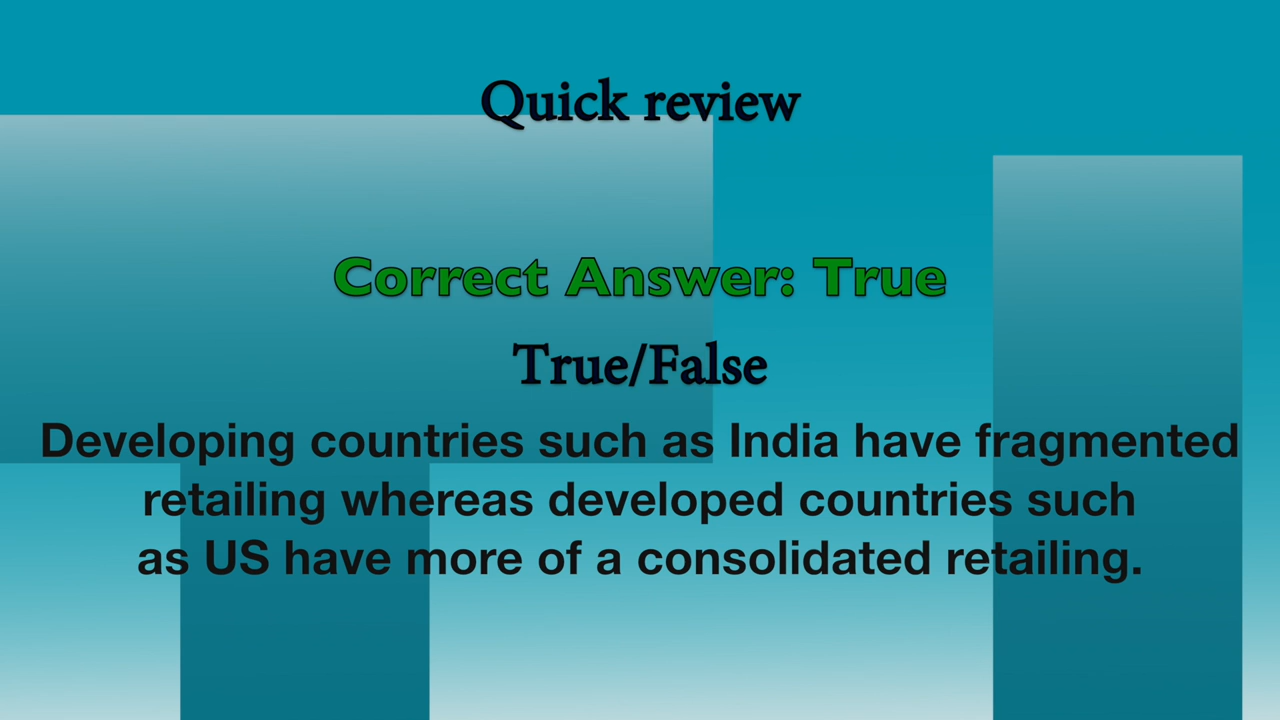 Quick review
Correct Answer: True
True/False
Developing countries such as India have fragmented
retailing whereas developed countries such
as US have more of a consolidated retailing.